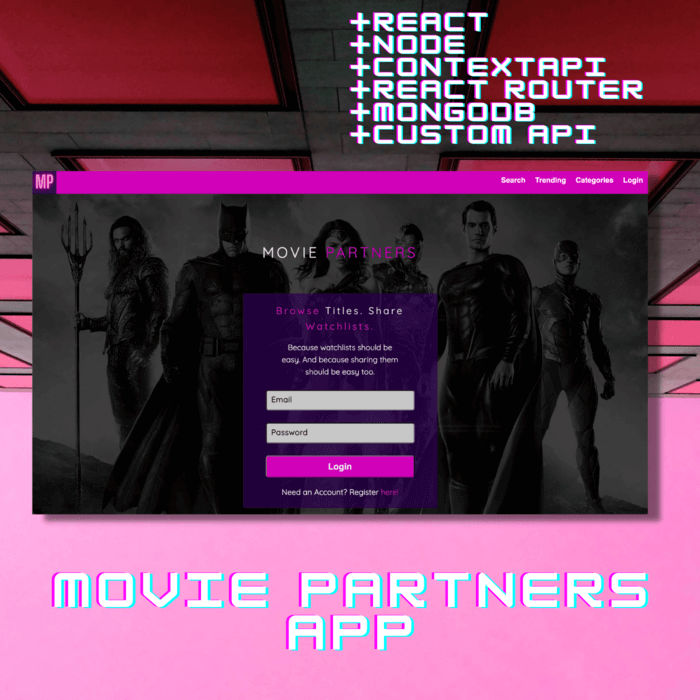 +REACT
+NODE
+CONTEXTAPI
+REACT ROUTER
+MONGODB
+CUSTOM API
MP
Search Trending Categories Login
MOVIE PARTNERS
Browse Titles. Share
Watchlists.
Because watchlists should be
easy. And because sharing them
should be easy too.
Email
Password
Login
Need an Account? Register here!
MOVIE PARTNERS
APP